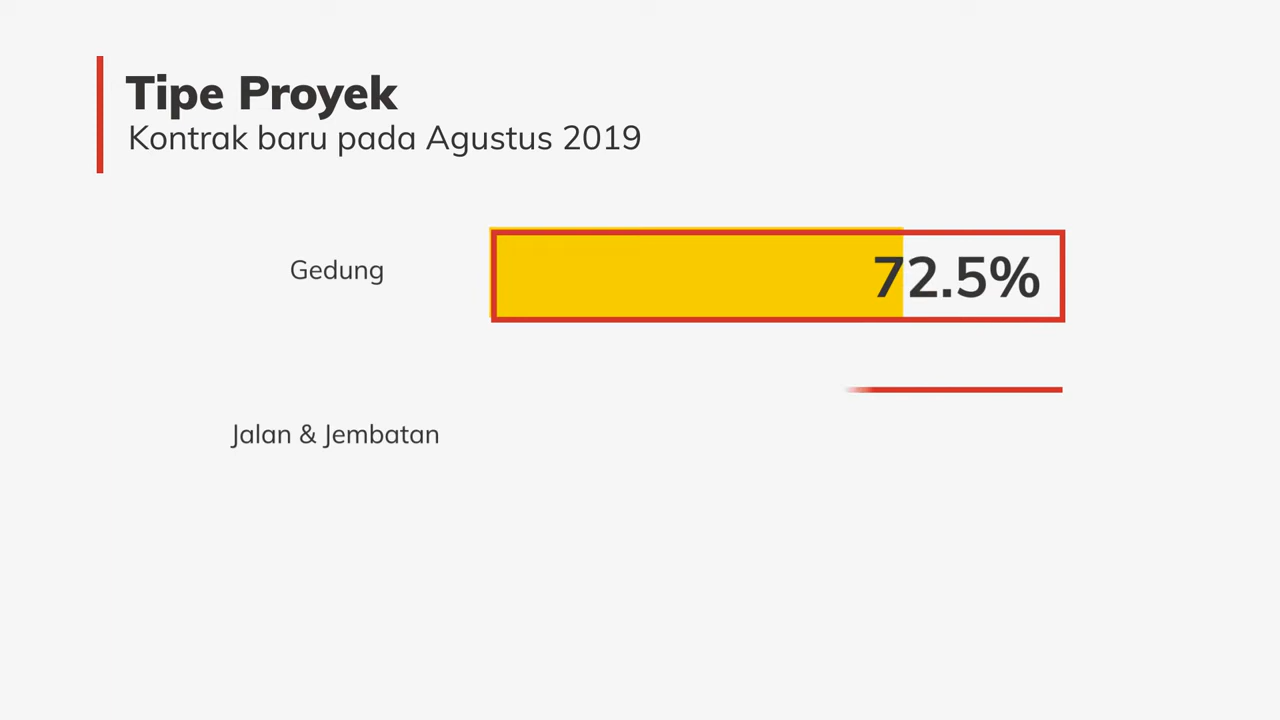 Tipe Proyek
Kontrak baru pada Agustus 2019
Gedung
72.5%
Jalan & Jembatan